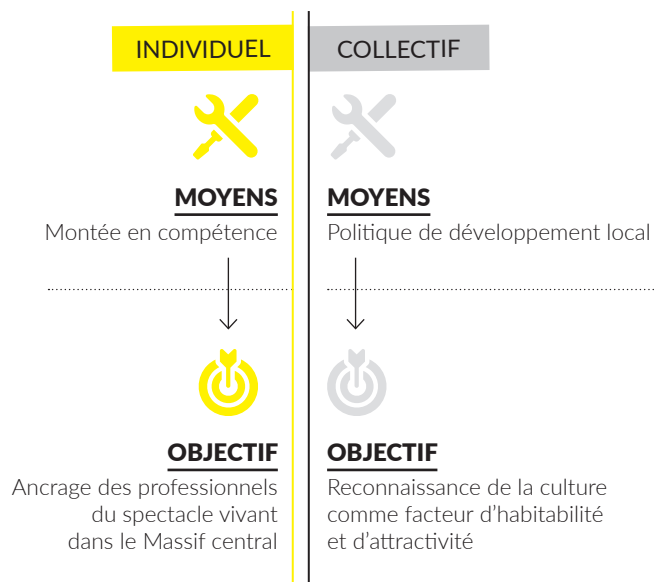 INDIVIDUEL
MOYENS
Montée en compétence
OBJECTIF
Ancrage des professionnels
du spectacle vivant
dans le Massif central
COLLECTIF
MOYENS
Politique de développement local
OBJECTIF
Reconnaissance de la culture
comme facteur d’habitabilité
et d’attractivité